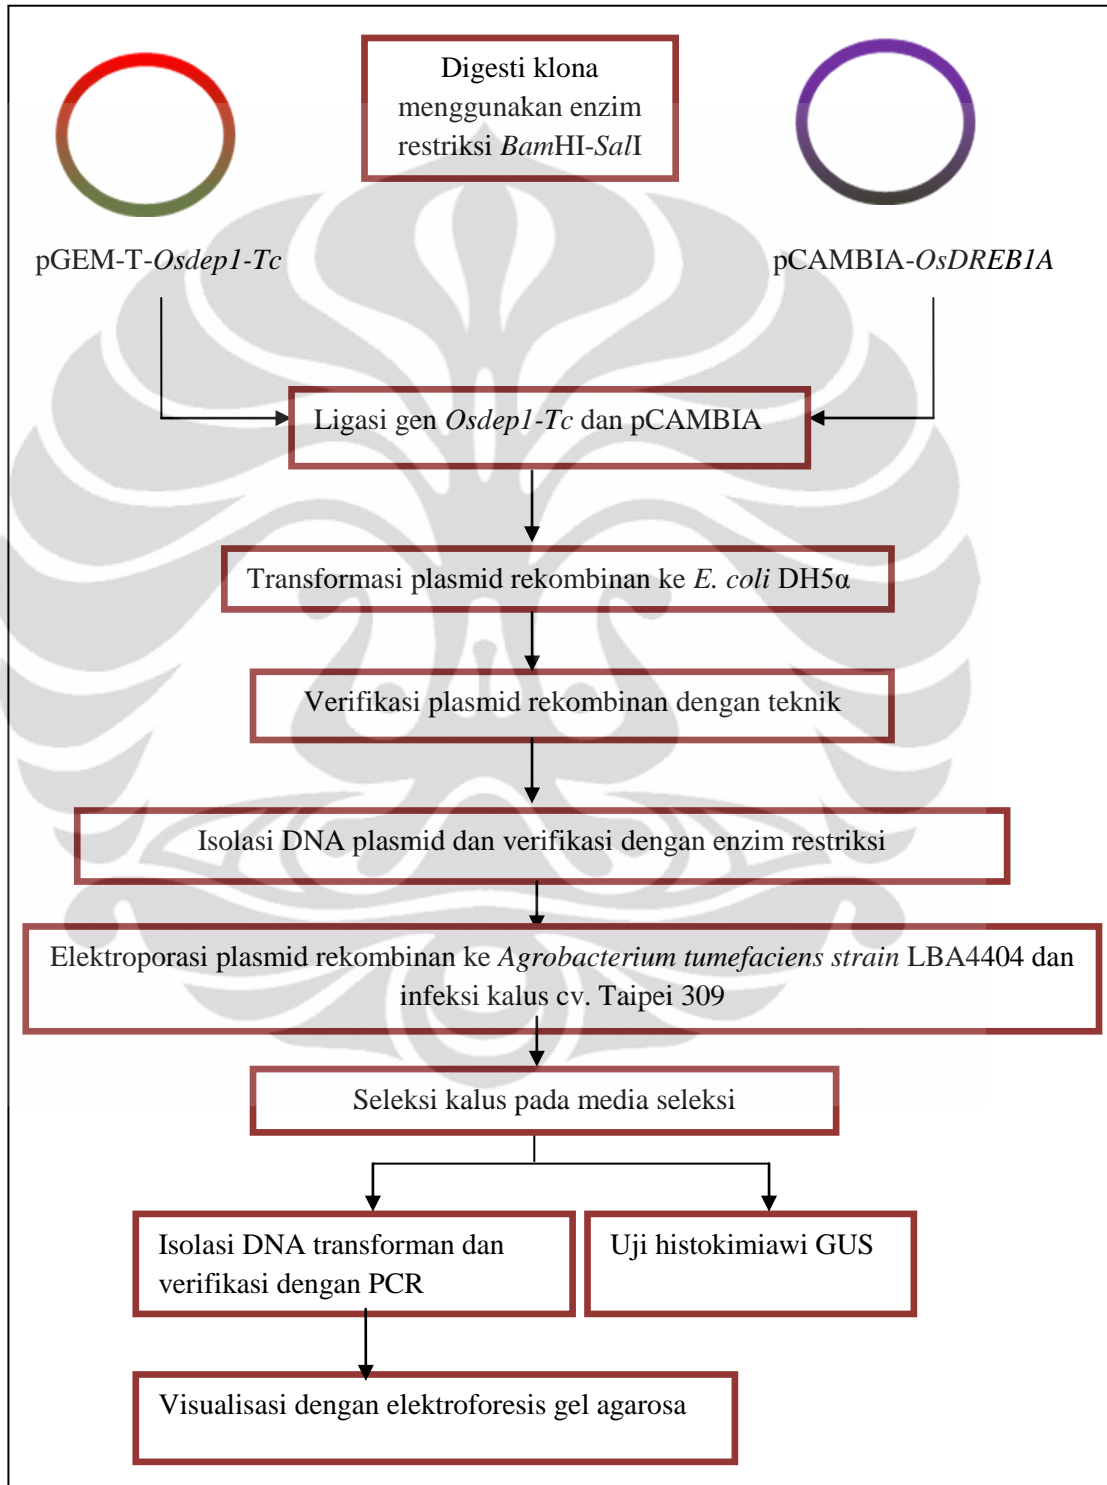 Digesti klona
menggunakan enzim
restriksi BamHI-SalI
pGEM-T-Osdep1-Tc
pCAMBIA-OsDREB1A
Ligasi gen Osdep1-Tc dan pCAMBIA
Transformasi plasmid rekombinan ke E. coli DH5α
Verifikasi plasmid rekombinan dengan teknik
Isolasi DNA plasmid dan verifikasi dengan enzim restriksi
Elektroporasi plasmid rekombinan ke Agrobacterium tumefaciens strain LBA4404 dan
infeksi kalus cv. Taipei 309
Seleksi kalus pada media seleksi
Isolasi DNA transforman dan
verifikasi dengan PCR
Uji histokimiawi GUS
Visualisasi dengan elektroforesis gel agarosa